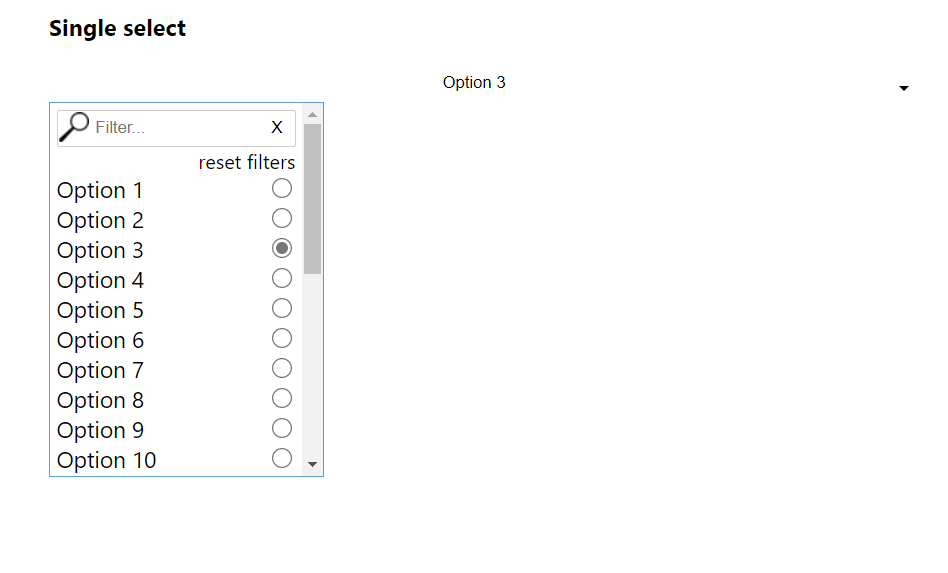 Single select
Option 3
Filter... X
reset filters
Option 1
Option 2
Option 3
Option 4
Option 5
Option 6
Option 7
Option 8
Option 9
Option 10